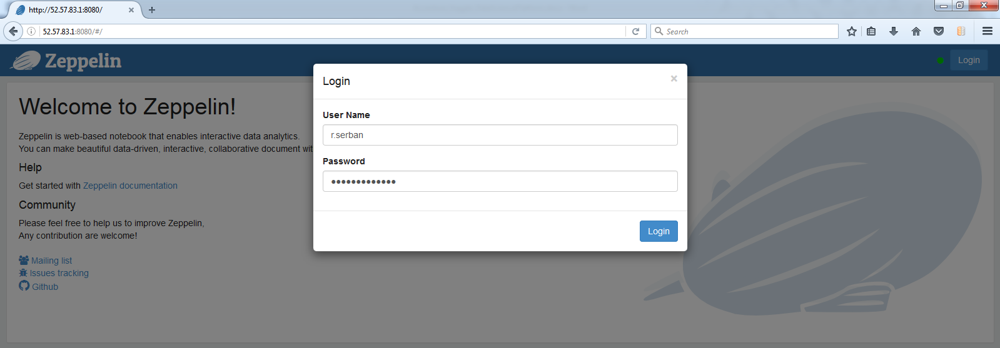 http://52.57.83.1:8080/
52.57.83.1:8080/#/
Search
Zeppelin
Login
Login
×
Welcome to Zeppelin!
User Name
r.serban
Zeppelin is web-based notebook that enables interactive data analytics.
You can make beautiful data-driven, interactive, collaborative document wit
Password
●●●●●●●●●●●●●
Help
Get started with Zeppelin documentation
Community
Please feel free to help us to improve Zeppelin,
Any contribution are welcome!
Login
Mailing list
Issues tracking
Github